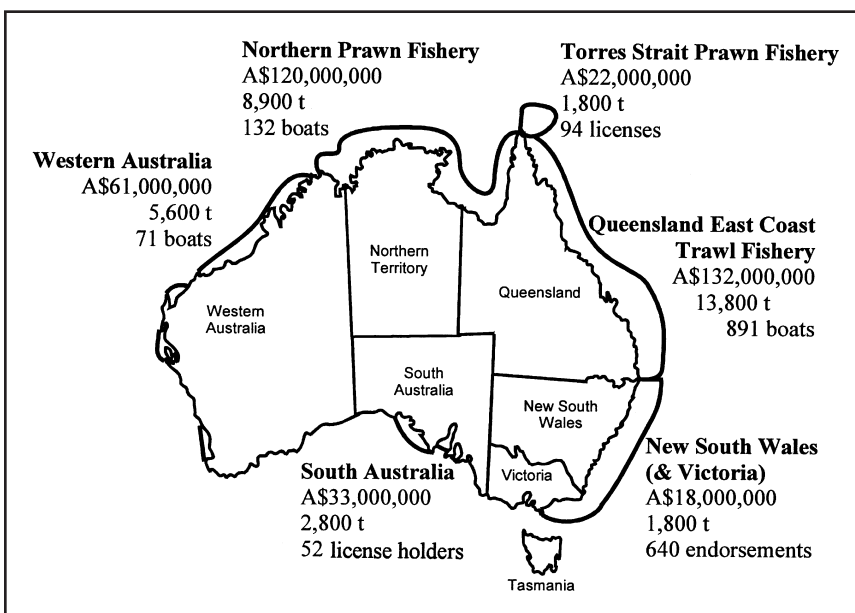 Northern Prawn Fishery
A$120,000,000
8,900 t
132 boats
Torres Strait Prawn Fishery
A$22,000,000
1,800 t
94 licenses
Western Australia
A$61,000,000
5,600 t
71 boats
Queensland East Coast
Trawl Fishery
A$132,000,000
13,800 t
891 boats
Northern
Territory
Queensland
Western
Australia
South
Australia
New South
Wales
Victoria
South Australia
A$33,000,000
2,800 t
52 license holders
New South Wales
(& Victoria)
A$18,000,000
1,800 t
640 endorsements
Tasmania